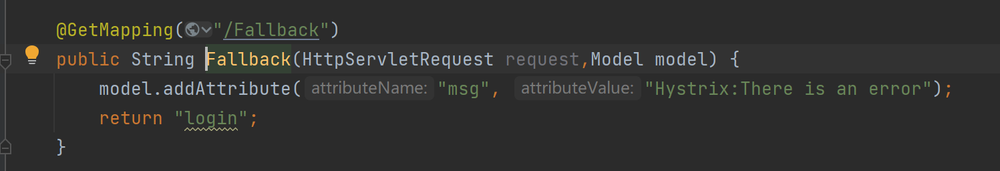 @GetMapping("/Fallback")
public String Fallback(HttpServletRequest request,Model model) {
model.addAttribute( attributeName: "msg", attributeValue: "Hystrix:There is an error");
return "login";
}